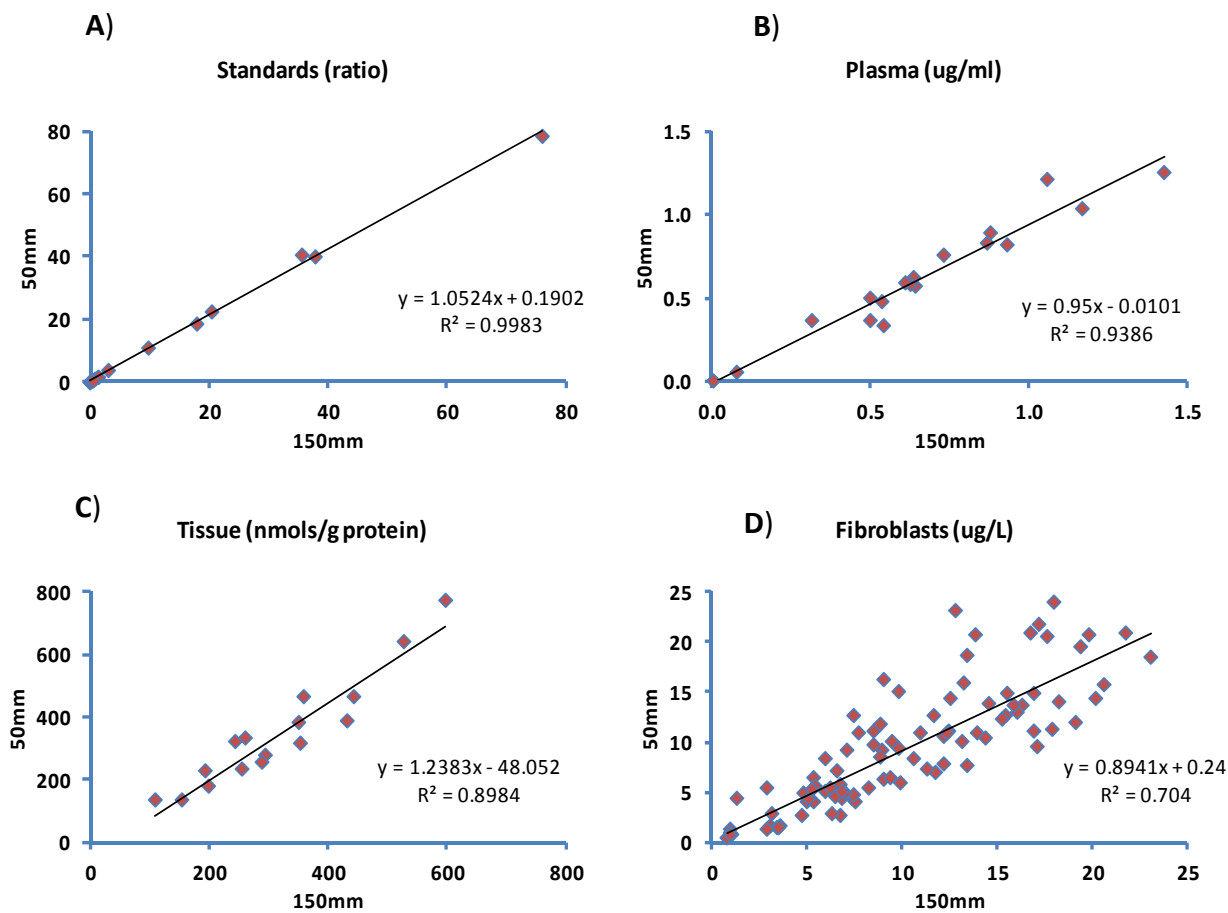 A)
Standards (ratio)
80
60
40
20
0
50mm
0 20 40 60 80
150mm
y = 1.0524x + 0.1902
R² = 0.9983
B)
Plasma (ug/ml)
1.5
1.0
0.5
0.0
50mm
0.0 0.5 1.0 1.5
150mm
y = 0.95x - 0.0101
R² = 0.9386
C)
Tissue (nmols/g protein)
800
600
400
200
0
50mm
0 200 400 600 800
150mm
y = 1.2383x - 48.052
R² = 0.8984
D)
Fibroblasts (ug/L)
25
20
15
10
5
0
50mm
0 5 10 15 20 25
150mm
y = 0.8941x + 0.24
R² = 0.704